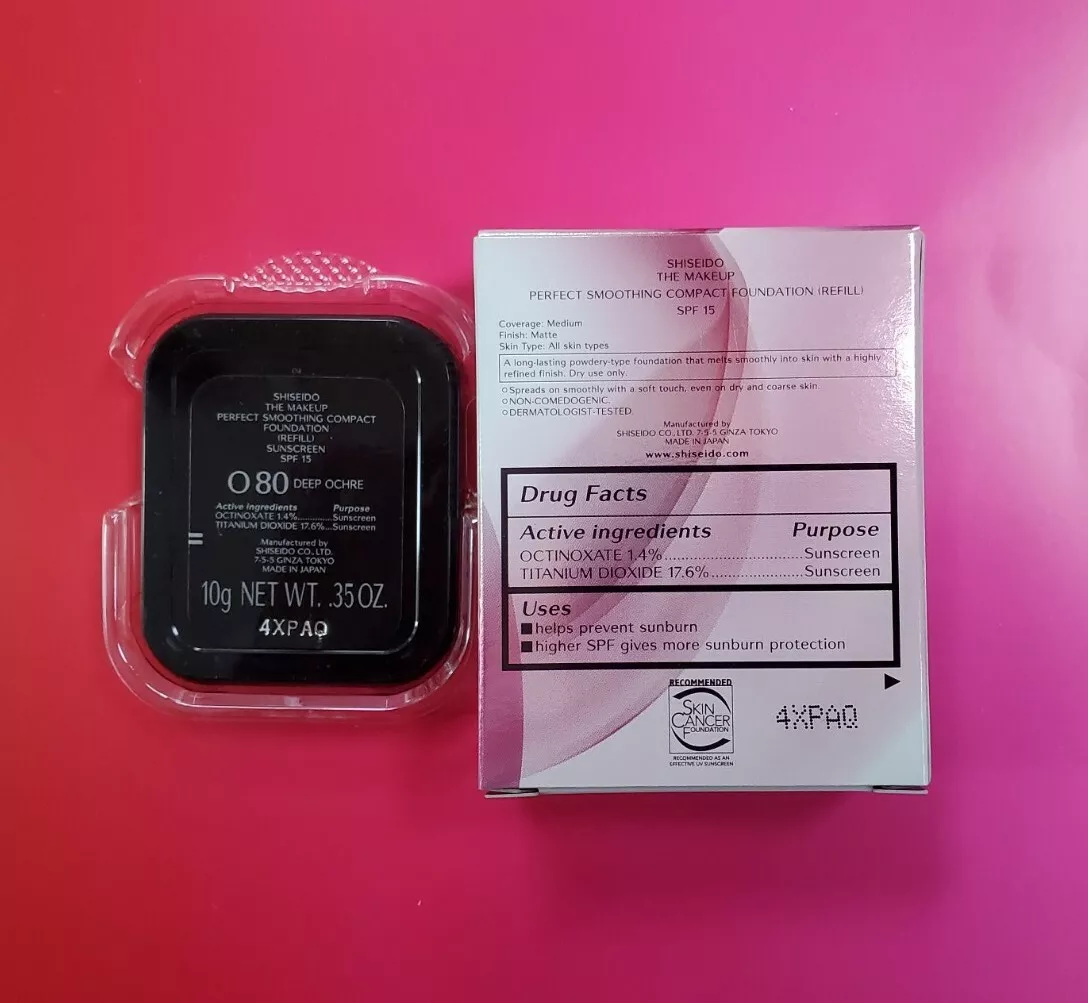 SHISEIDO
THE MAKEUP
PERFECT SMOOTHING COMPACT
FOUNDATION
(REFILL)
SUNSCREEN
SPF 15
O 80 DEEP OCHRE
Active ingredients Purpose
OCTINOXATE 1.4%..............Sunscreen
TITANIUM DIOXIDE 17.6%...Sunscreen
Manufactured by
SHISEIDO CO., LTD.
7-5-5 GINZA TOKYO
MADE IN JAPAN
10g NET WT. .35 OZ.
4XPAQ
SHISEIDO
THE MAKEUP
PERFECT SMOOTHING COMPACT FOUNDATION (REFILL)
SPF 15
Coverage: Medium
Finish: Matte
Skin Type: All skin types
A long-lasting powdery-type foundation that melts smoothly into skin with a highly
refined finish. Dry use only.
○Spreads on smoothly with a soft touch, even on dry and coarse skin.
○NON-COMEDOGENIC.
○DERMATOLOGIST-TESTED.
Manufactured by
SHISEIDO CO., LTD. 7-5-5 GINZA TOKYO
MADE IN JAPAN
www.shiseido.com
Drug Facts
Active ingredients Purpose
OCTINOXATE 1.4%..............................Sunscreen
TITANIUM DIOXIDE 17.6%....................Sunscreen
Uses
■helps prevent sunburn
■higher SPF gives more sunburn protection
RECOMMENDED
SKIN
CANCER
FOUNDATION
RECOMMENDED AS AN
EFFECTIVE UV SUNSCREEN
4XPAQ